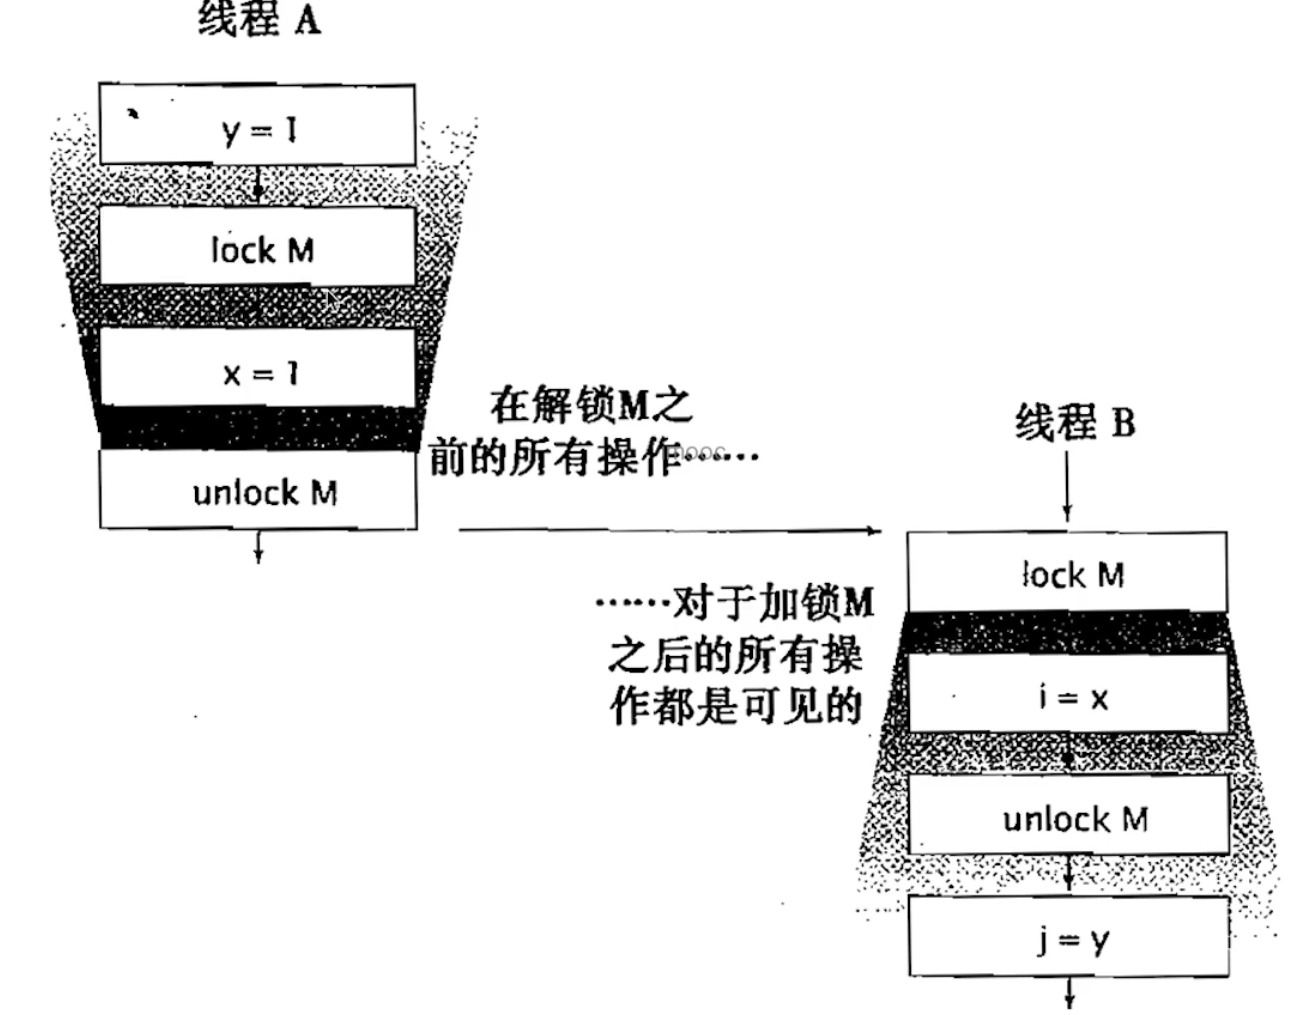 线程 A
y = 1
lock M
x = 1
unlock M
在解锁M之
前的所有操作……
mooc
线程 B
lock M
……对于加锁M
之后的所有操
作都是可见的
i = x
unlock M
j = y